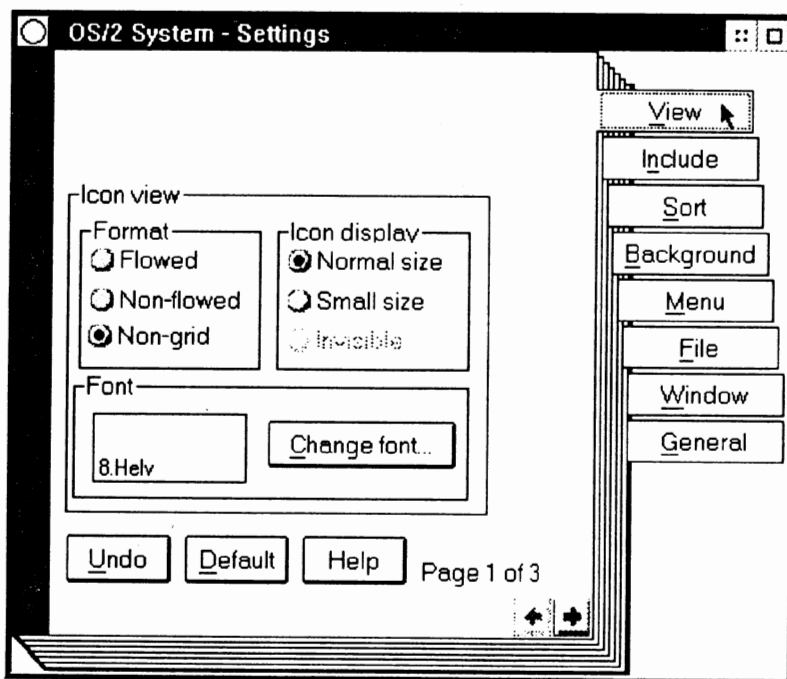 OS/2 System - Settings
View
Include
Sort
Background
Menu
File
Window
General
Icon view
Format
Flowed
Non-flowed
Non-grid
Icon display
Normal size
Small size
Invisible
Font
8.Helv
Change font...
Undo
Default
Help
Page 1 of 3